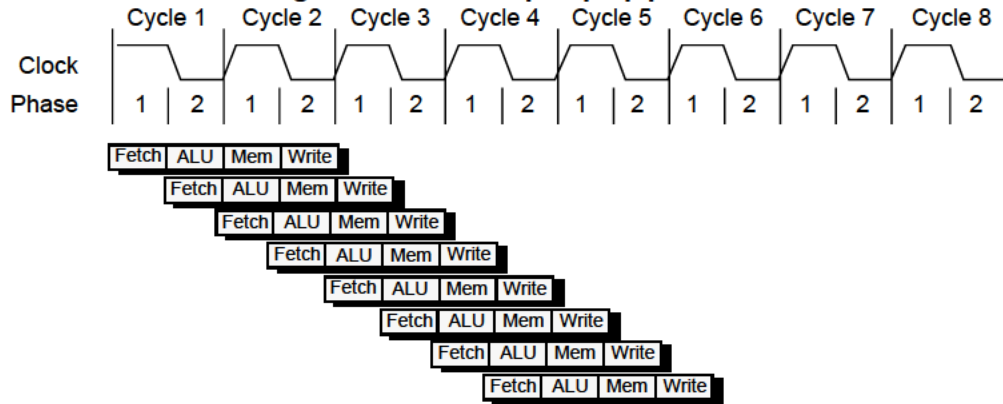 Cycle 1 Cycle 2 Cycle 3 Cycle 4 Cycle 5 Cycle 6 Cycle 7 Cycle 8
Clock
Phase 1 2 1 2 1 2 1 2 1 2 1 2 1 2 1 2
Fetch ALU Mem Write
Fetch ALU Mem Write
Fetch ALU Mem Write
Fetch ALU Mem Write
Fetch ALU Mem Write
Fetch ALU Mem Write
Fetch ALU Mem Write
Fetch ALU Mem Write